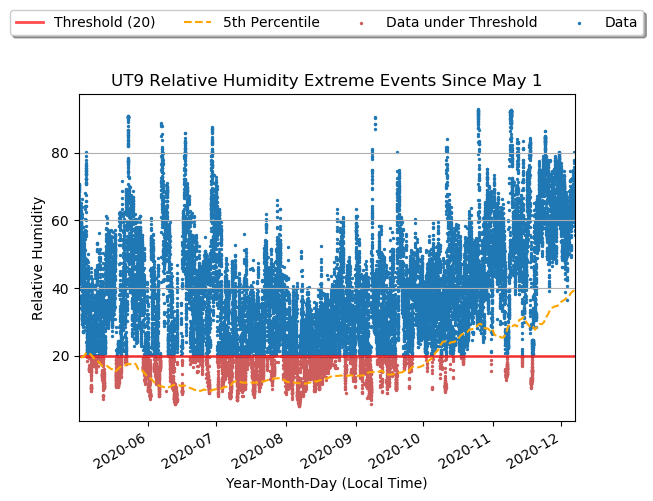 Threshold (20) 5th Percentile Data under Threshold Data
UT9 Relative Humidity Extreme Events Since May 1
Relative Humidity
80
60
40
20
2020-06 2020-07 2020-08 2020-09 2020-10 2020-11 2020-12
Year-Month-Day (Local Time)